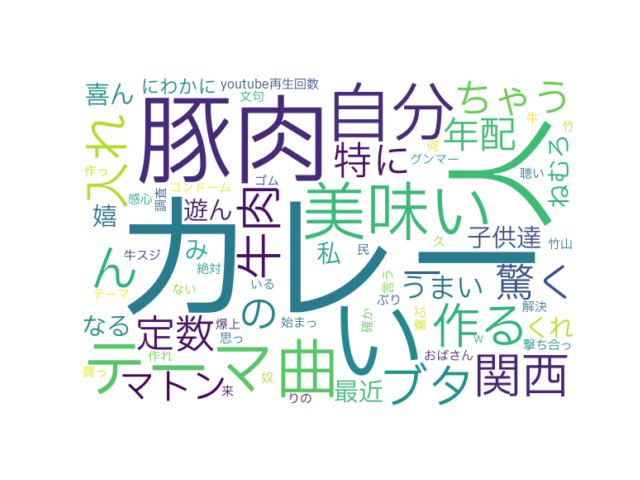 喜ん
にわかに
youtube再生回数
文句
ちゃう
牛
竹
入れ
豚肉
自分
年配
何
グンマー
作っ
コンドーム
ゴム
特に
人
ねむろ
聴い
感心
調査
遊ん
牛肉
美味い
嬉
カレー
私
民
久
子供達
竹山
ん
牛スジ
み
絶対
の
いる
言う
うまい
驚く
テーマ
ない
ぶり
一
なる
定数
爆上
思っ
始まっ
い
確か
喜ぶ
作る
解決
くれ
w
撃ち合っ
テーマ曲
作れ
おばさん
買っ
マトン
来
奴
りの
最近
ブタ
関西